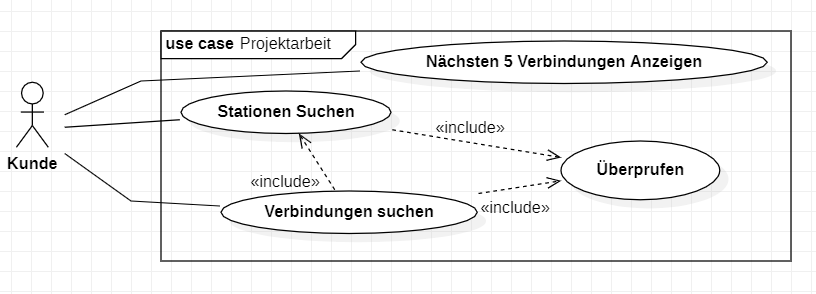 use case Projektarbeit
Nächsten 5 Verbindungen Anzeigen
Stationen Suchen
«include»
Überprufen
Kunde
«include»
Verbindungen suchen
«include»